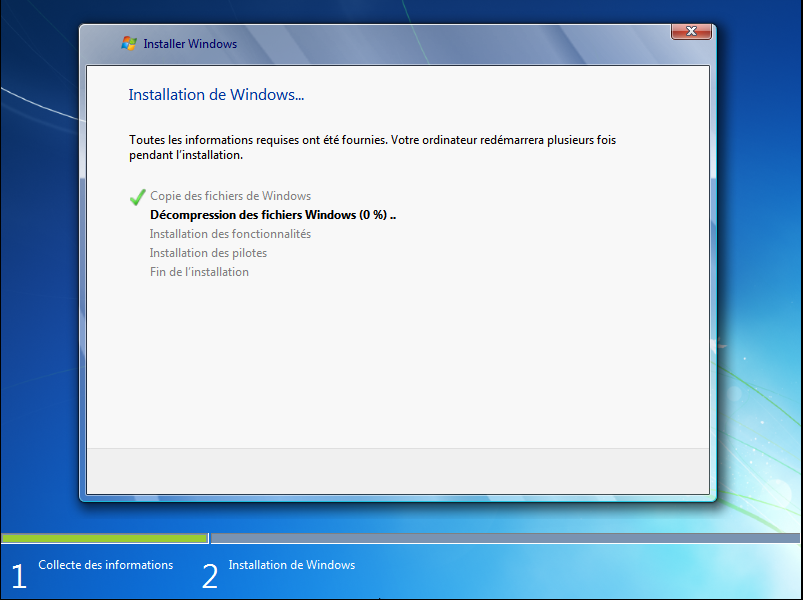 Installer Windows
Installation de Windows...
Toutes les informations requises ont été fournies. Votre ordinateur redémarrera plusieurs fois
pendant l'installation.
Copie des fichiers de Windows
Décompression des fichiers Windows (0 %) ..
Installation des fonctionnalités
Installation des pilotes
Fin de l'installation
1 Collecte des informations 2 Installation de Windows